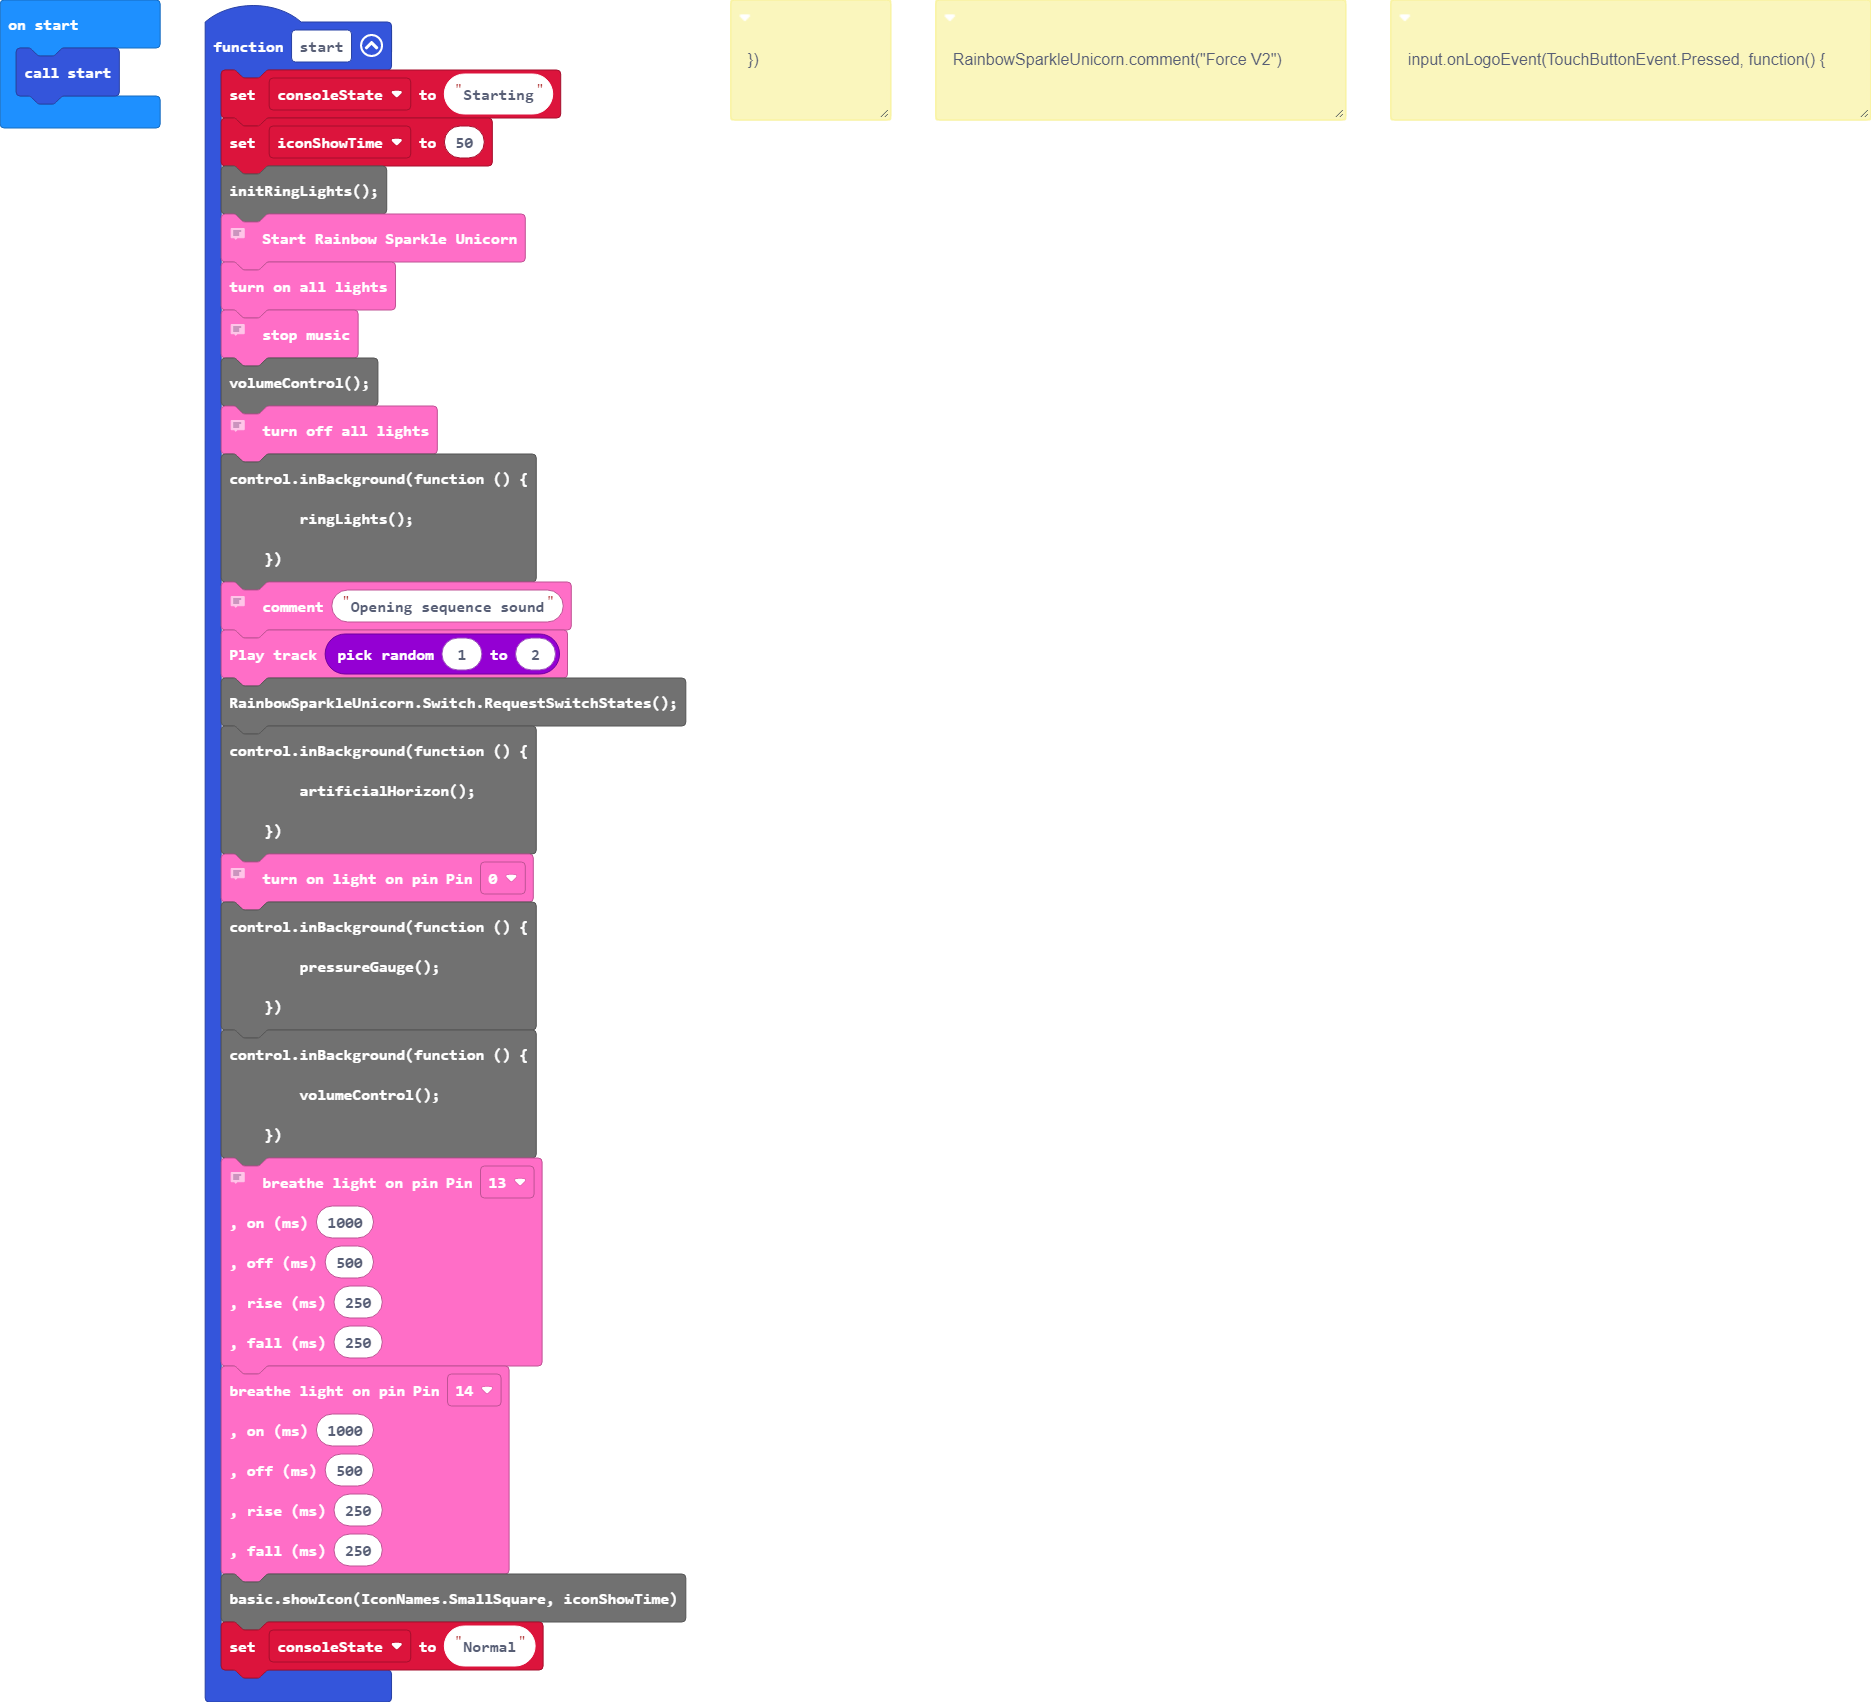 on start
call start
function start
set consoleState to "Starting"
set iconShowTime to 50
initRingLights();
Start Rainbow Sparkle Unicorn
turn on all lights
stop music
volumeControl();
turn off all lights
control.inBackground(function () {
ringLights();
})
comment "Opening sequence sound"
Play track pick random 1 to 2
RainbowSparkleUnicorn.Switch.RequestSwitchStates();
control.inBackground(function () {
artificialHorizon();
})
turn on light on pin Pin 0
control.inBackground(function () {
pressureGauge();
})
control.inBackground(function () {
volumeControl();
})
breathe light on pin Pin 13
, on (ms) 1000
, off (ms) 500
, rise (ms) 250
, fall (ms) 250
breathe light on pin Pin 14
, on (ms) 1000
, off (ms) 500
, rise (ms) 250
, fall (ms) 250
basic.showIcon(IconNames.SmallSquare, iconShowTime)
set consoleState to "Normal"
})
RainbowSparkleUnicorn.comment("Force V2")
input.onLogoEvent(TouchButtonEvent.Pressed, function() {